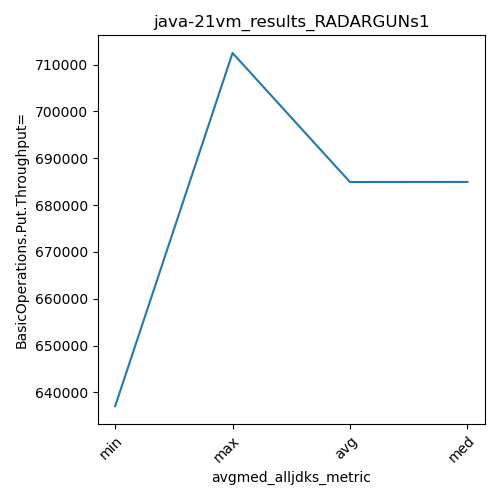 java-21vm_results_RADARGUNs1
BasicOperations.Put.Throughput=
710000
700000
690000
680000
670000
660000
650000
640000
min
max
avg
med
avgmed_alljdks_metric